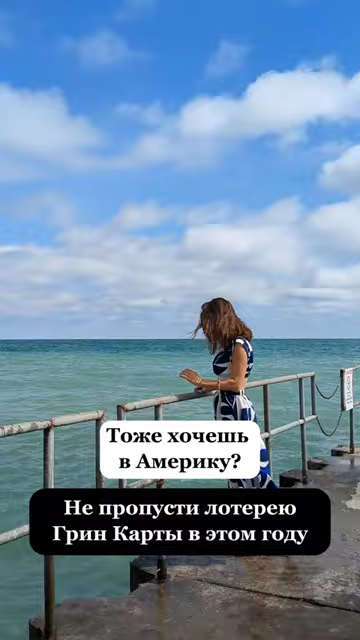 Тоже хочешь
в Америку?
Не пропусти лотерею
Грин Карты в этом году